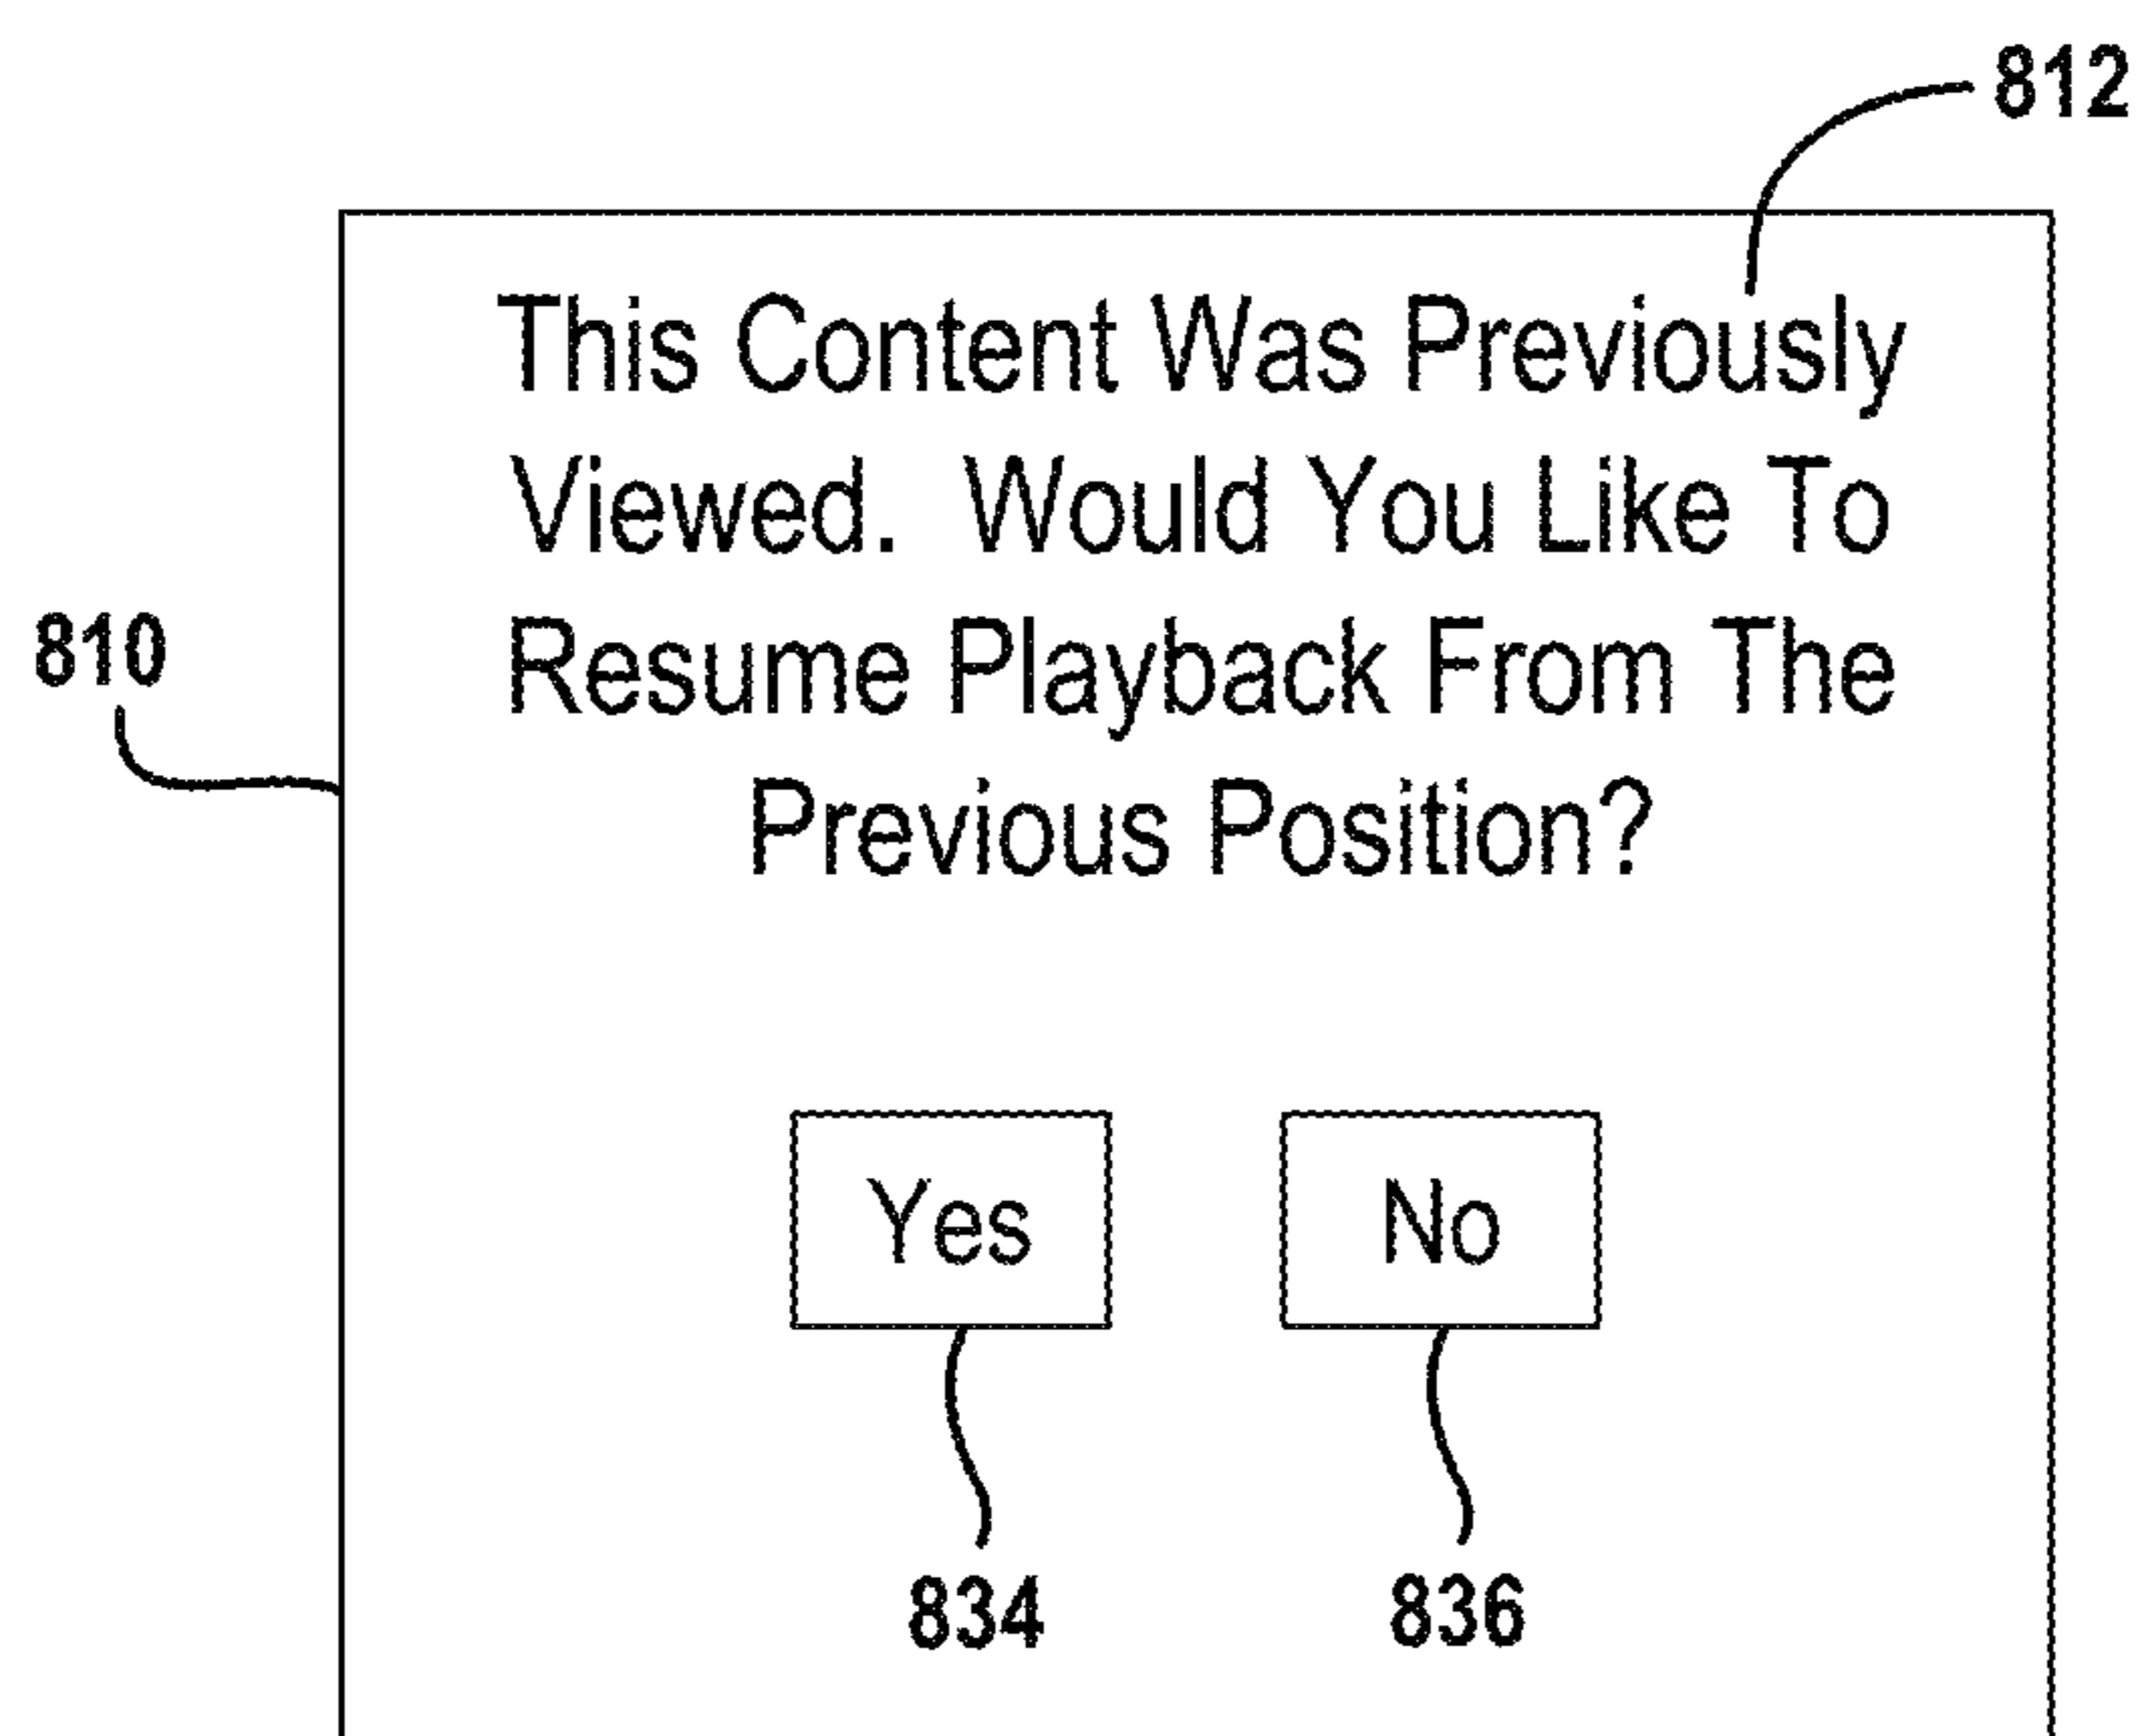 812
This Content Was Previously
Viewed. Would You Like To
Resume Playback From The
Previous Position?
810
Yes No
834 836